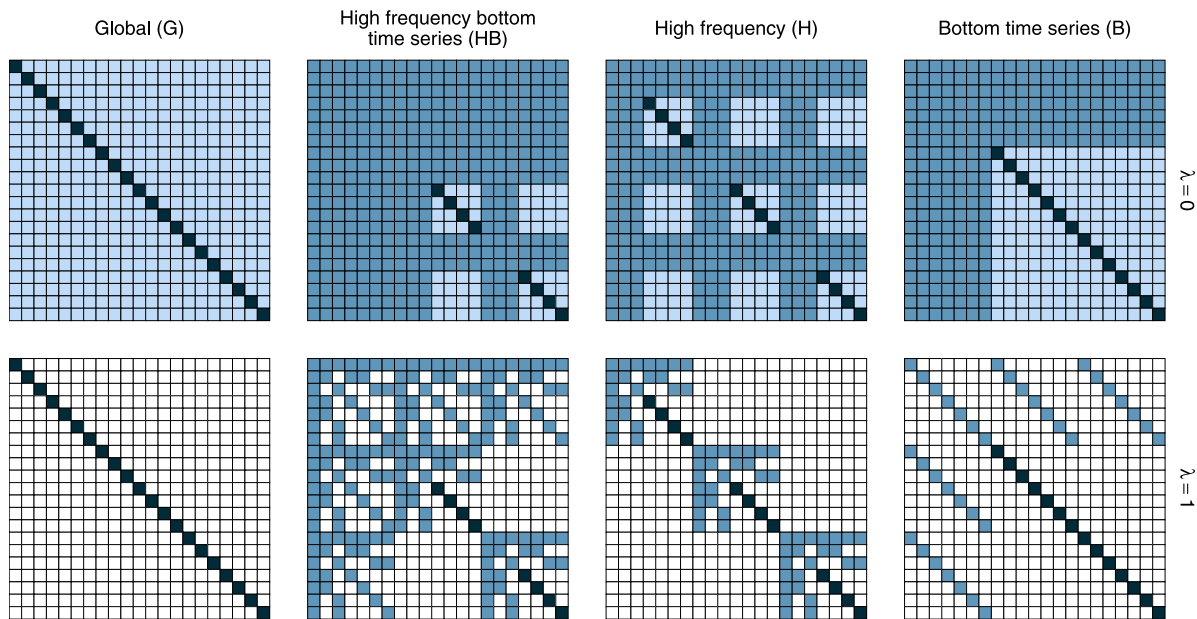 Global (G)
High frequency bottom
time series (HB)
High frequency (H)
Bottom time series (B)
λ = 0
λ = 1